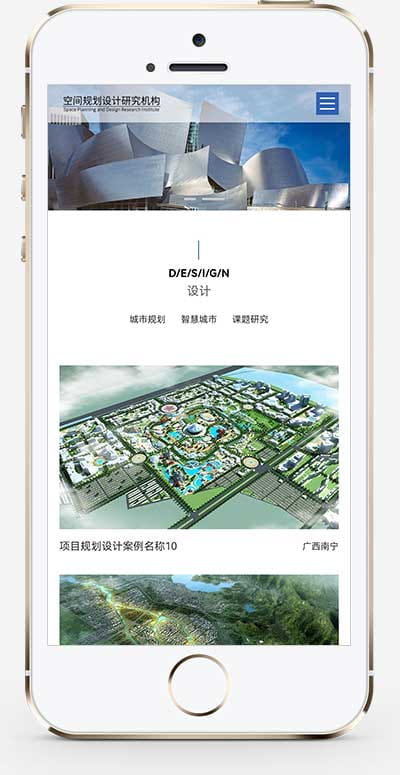 空间规划设计研究机构
Space Planning and Design Research Institute
D/E/S/I/G/N
设计
城市规划 智慧城市 课题研究
项目规划设计案例名称10 广西南宁